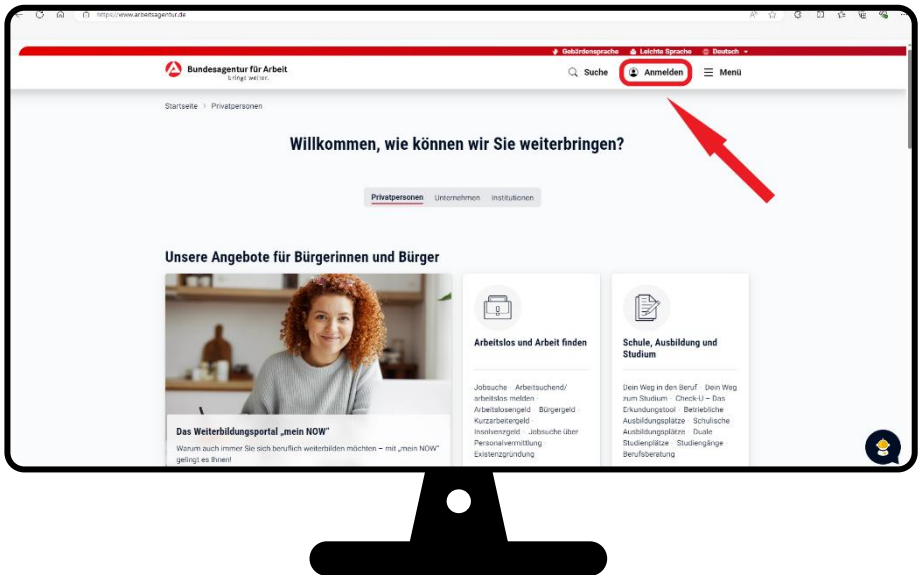 https://www.arbeitsagentur.de
Gebärdensprache Leichte Sprache Deutsch
Bundesagentur für Arbeit
bringt weiter.
Suche Anmelden Menü
Startseite Privatpersonen
Willkommen, wie können wir Sie weiterbringen?
Privatpersonen Unternehmen Institutionen
Unsere Angebote für Bürgerinnen und Bürger
Das Weiterbildungsportal „mein NOW“
Warum auch immer Sie sich beruflich weiterbilden möchten – mit „mein NOW“
gelingt es Ihnen!
Arbeitslos und Arbeit finden
Jobsuche · Arbeitsuchend/
arbeitslos melden ·
Arbeitslosengeld · Bürgergeld ·
Kurzarbeitergeld ·
Insolvenzgeld · Jobsuche über
Personalvermittlung ·
Existenzgründung
Schule, Ausbildung und
Studium
Dein Weg in den Beruf · Dein Weg
zum Studium · Check-U – Das
Erkundungstool · Betriebliche
Ausbildungsplätze · Schulische
Ausbildungsplätze · Duale
Studienplätze · Studiengänge ·
Berufsberatung